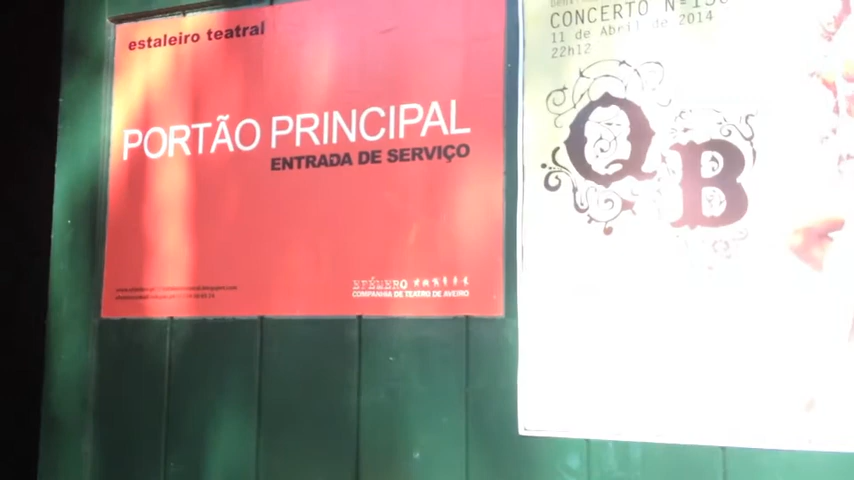 estaleiro teatral
PORTÃO PRINCIPAL
ENTRADA DE SERVIÇO
EFÉMERO
COMPANHIA DE TEATRO DE AVEIRO
CONCERTO Nº
11 de Abril de 2014
22h12
QB